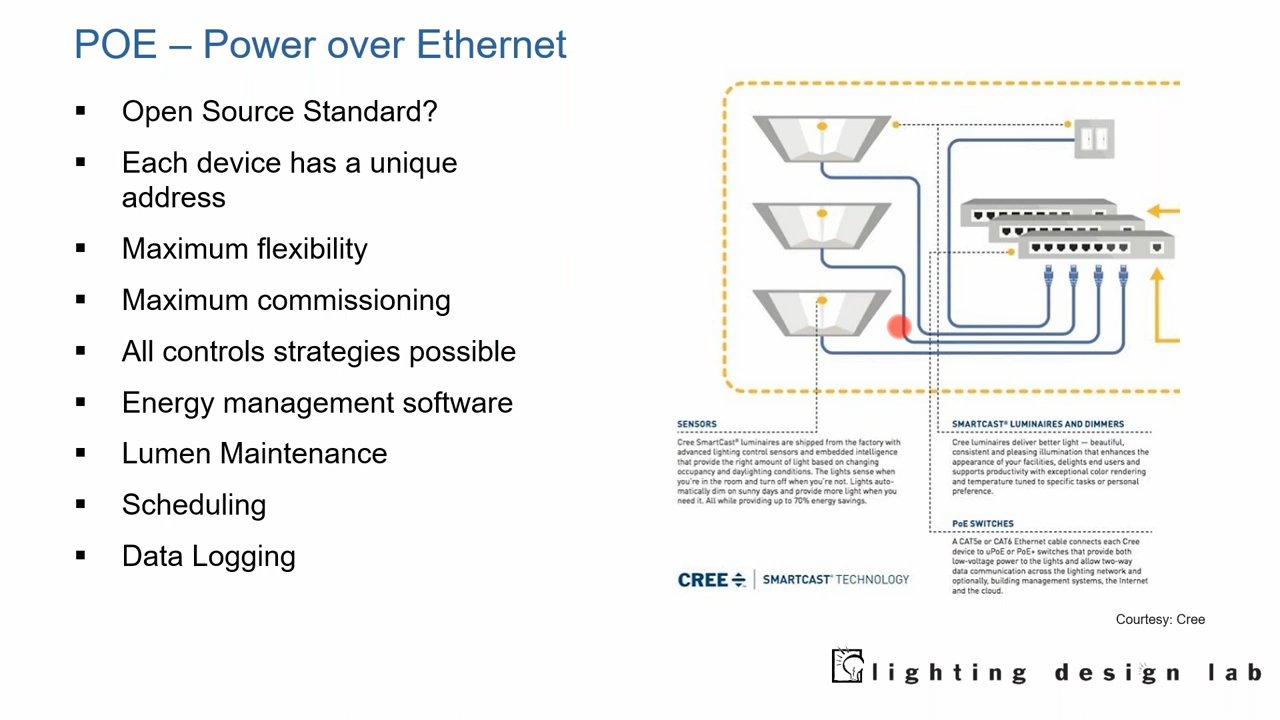 POE – Power over Ethernet
▪ Open Source Standard?
▪ Each device has a unique
address
▪ Maximum flexibility
▪ Maximum commissioning
▪ All controls strategies possible
▪ Energy management software
▪ Lumen Maintenance
▪ Scheduling
▪ Data Logging
SENSORS
Cree SmartCast® luminaires are shipped from the factory with
advanced lighting control sensors and embedded intelligence
that provide the right amount of light based on changing
occupancy and daylighting conditions. The lights sense when
you're in the room and turn off when you're not. Lights auto-
matically dim on sunny days and provide more light when you
need it. All while providing up to 70% energy savings.
SMARTCAST® LUMINAIRES AND DIMMERS
Cree luminaires deliver better light — beautiful,
consistent and pleasing illumination that enhances the
appearance of your facilities, delights end users and
supports productivity with exceptional color rendering
and temperature tuned to specific tasks or personal
preference.
PoE SWITCHES
A CAT5e or CAT6 Ethernet cable connects each Cree
device to uPoE or PoE+ switches that provide both
low-voltage power to the lights and allow two-way
data communication across the lighting network and
optionally, building management systems, the Internet
and the cloud.
CREE SMARTCAST® TECHNOLOGY
Courtesy: Cree
lighting design lab